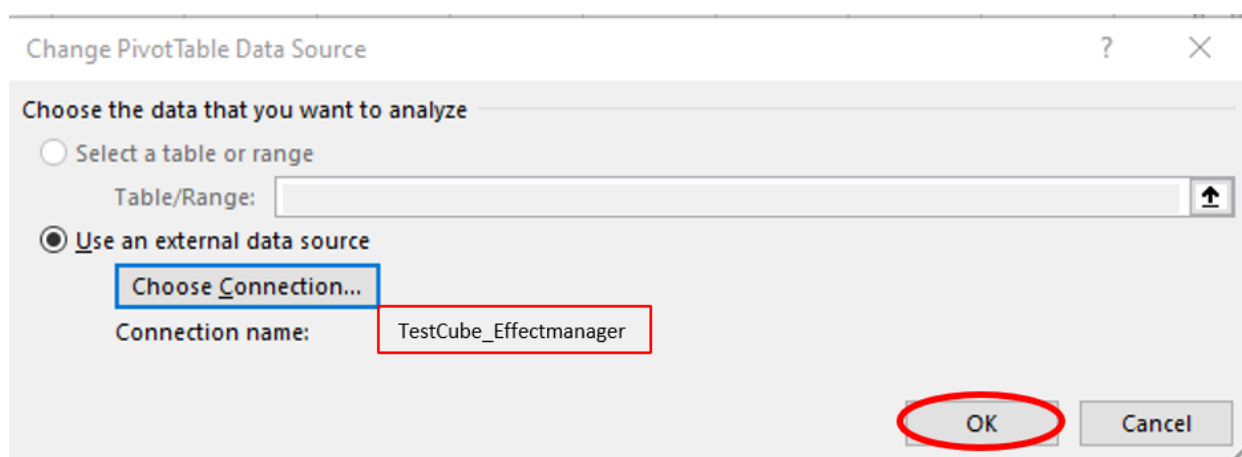 Change PivotTable Data Source
?
Choose the data that you want to analyze
Select a table or range
Table/Range:
Use an external data source
Choose Connection...
Connection name: TestCube_Effectmanager
OK Cancel